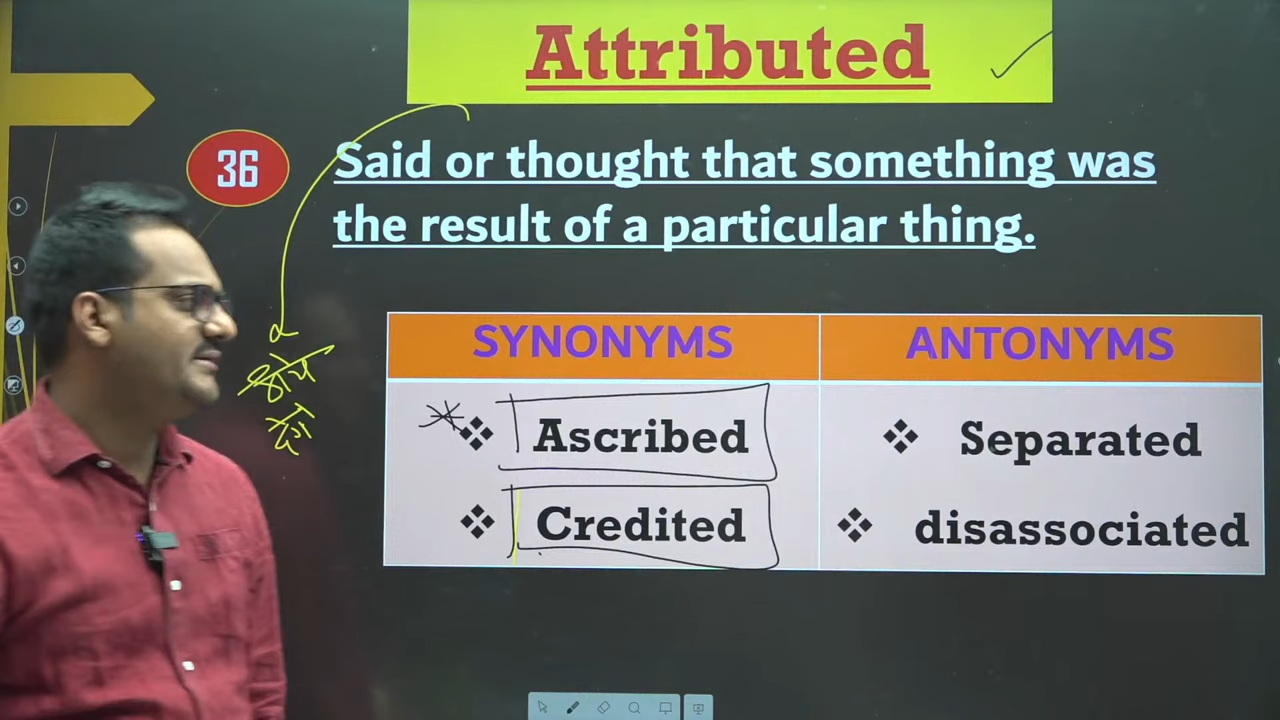 Attributed
36
Said or thought that something was
the result of a particular thing.
SYNONYMS
ANTONYMS
Ascribed
Separated
Credited
disassociated